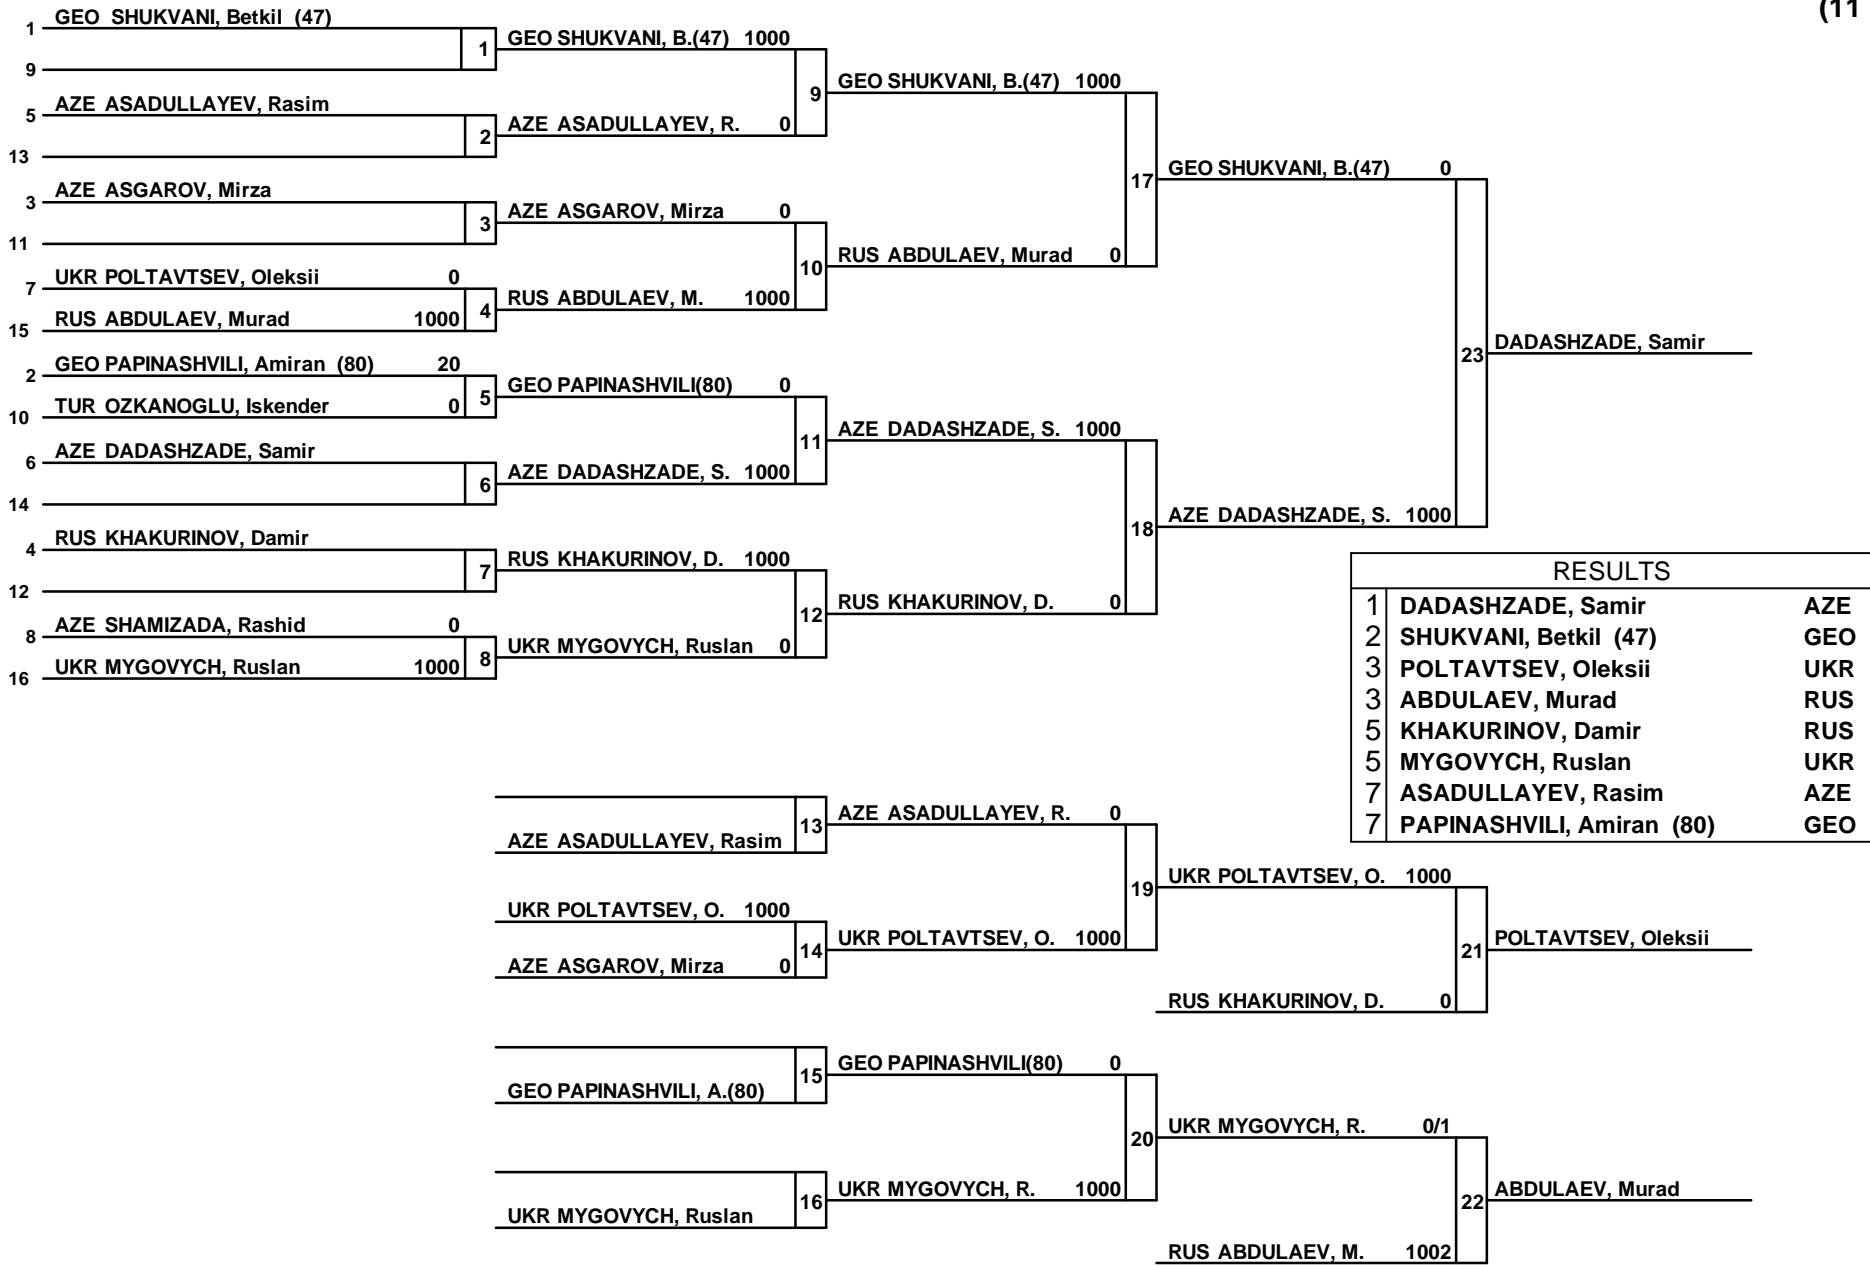 (11
1 GEO SHUKVANI, Betkil (47)
9
1
GEO SHUKVANI, B.(47) 1000
5 AZE ASADULLAYEV, Rasim
13
2
AZE ASADULLAYEV, R. 0
9
GEO SHUKVANI, B.(47) 1000
3 AZE ASGAROV, Mirza
11
3
AZE ASGAROV, Mirza 0
7 UKR POLTAVTSEV, Oleksii 0
15 RUS ABDULAEV, Murad 1000
4
RUS ABDULAEV, M. 1000
10
RUS ABDULAEV, Murad 0
17
GEO SHUKVANI, B.(47) 0
2 GEO PAPINASHVILI, Amiran (80) 20
10 TUR OZKANOGLU, Iskender 0
5
GEO PAPINASHVILI(80) 0
6 AZE DADASHZADE, Samir
14
6
AZE DADASHZADE, S. 1000
11
AZE DADASHZADE, S. 1000
4 RUS KHAKURINOV, Damir
12
7
RUS KHAKURINOV, D. 1000
8 AZE SHAMIZADA, Rashid 0
16 UKR MYGOVYCH, Ruslan 1000
8
UKR MYGOVYCH, Ruslan 0
12
RUS KHAKURINOV, D. 0
18
AZE DADASHZADE, S. 1000
23
DADASHZADE, Samir
RESULTS
1 DADASHZADE, Samir AZE
2 SHUKVANI, Betkil (47) GEO
3 POLTAVTSEV, Oleksii UKR
3 ABDULAEV, Murad RUS
5 KHAKURINOV, Damir RUS
5 MYGOVYCH, Ruslan UKR
7 ASADULLAYEV, Rasim AZE
7 PAPINASHVILI, Amiran (80) GEO
AZE ASADULLAYEV, Rasim
13
AZE ASADULLAYEV, R. 0
UKR POLTAVTSEV, O. 1000
AZE ASGAROV, Mirza 0
14
UKR POLTAVTSEV, O. 1000
19
UKR POLTAVTSEV, O. 1000
RUS KHAKURINOV, D. 0
21
POLTAVTSEV, Oleksii
GEO PAPINASHVILI, A.(80)
15
GEO PAPINASHVILI(80) 0
UKR MYGOVYCH, Ruslan
16
UKR MYGOVYCH, R. 1000
20
UKR MYGOVYCH, R. 0/1
RUS ABDULAEV, M. 1002
22
ABDULAEV, Murad